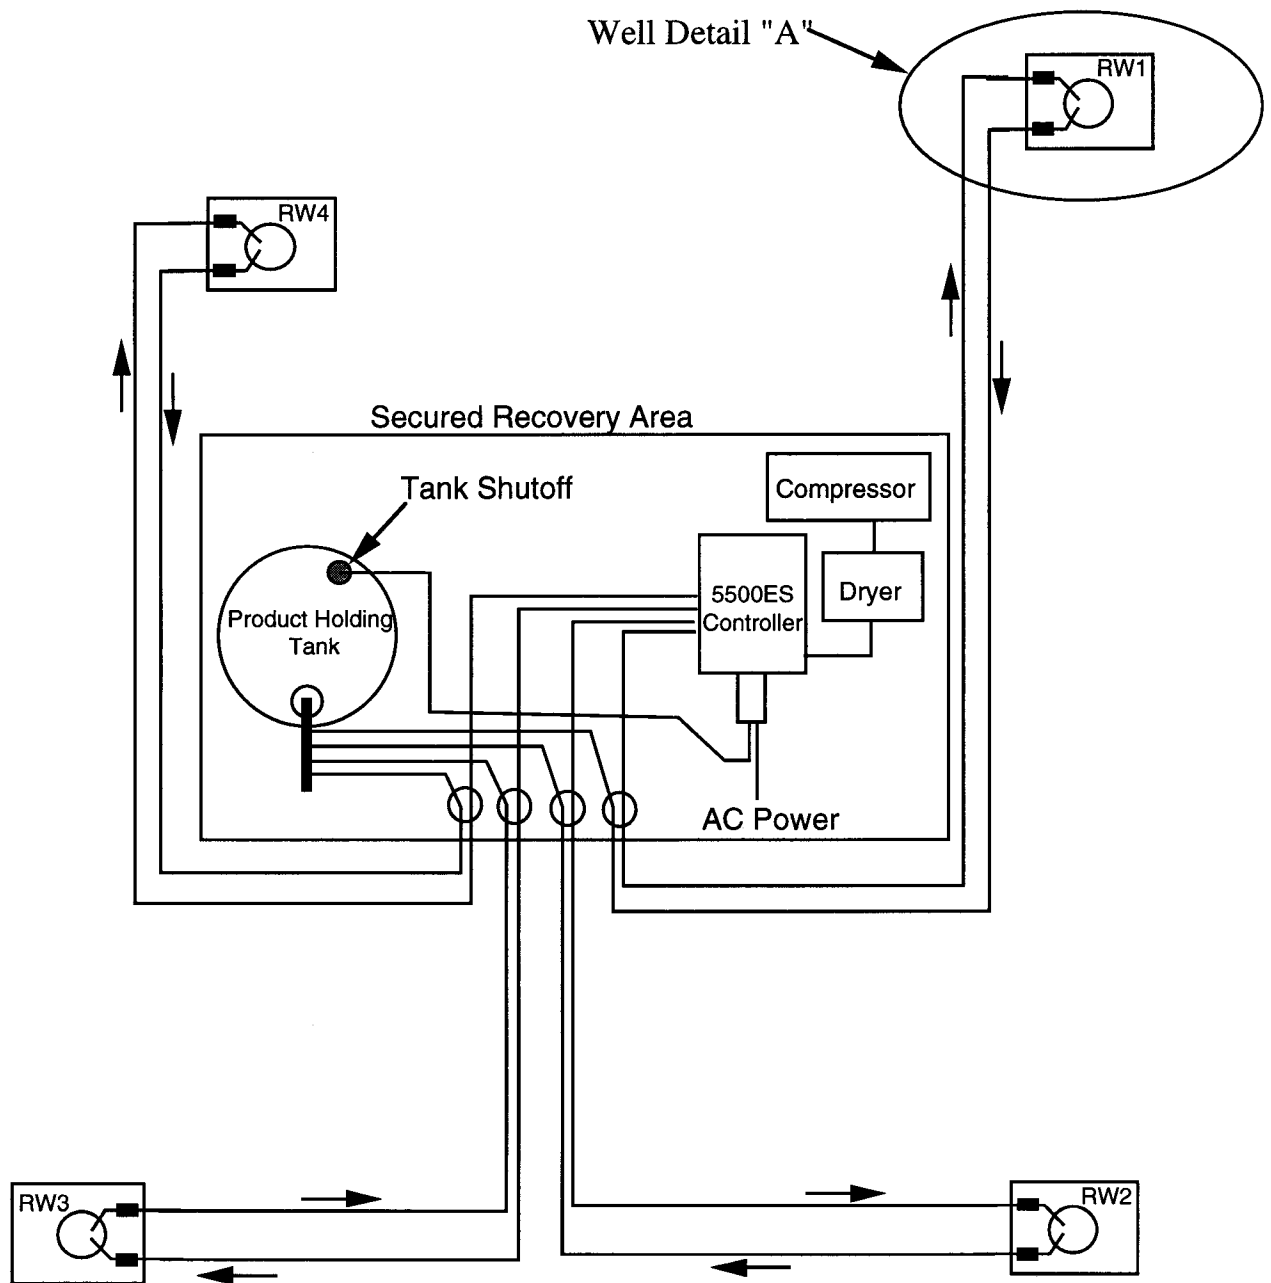 Well Detail "A"
RW1
RW4
Secured Recovery Area
Tank Shutoff
Compressor
5500ES
Controller
Dryer
Product Holding
Tank
AC Power
RW3
RW2